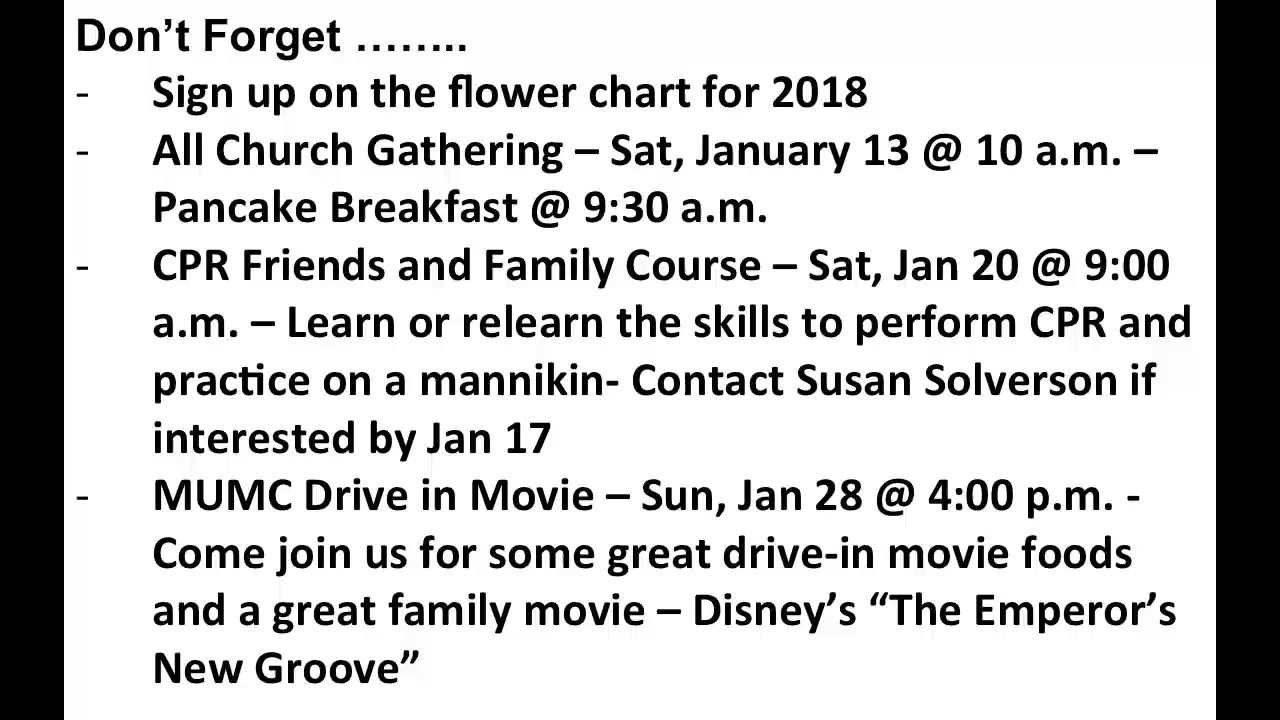 Don’t Forget ……..
- Sign up on the flower chart for 2018
- All Church Gathering – Sat, January 13 @ 10 a.m. –
Pancake Breakfast @ 9:30 a.m.
- CPR Friends and Family Course – Sat, Jan 20 @ 9:00
a.m. – Learn or relearn the skills to perform CPR and
practice on a mannikin- Contact Susan Solverson if
interested by Jan 17
- MUMC Drive in Movie – Sun, Jan 28 @ 4:00 p.m. -
Come join us for some great drive-in movie foods
and a great family movie – Disney’s “The Emperor’s
New Groove”